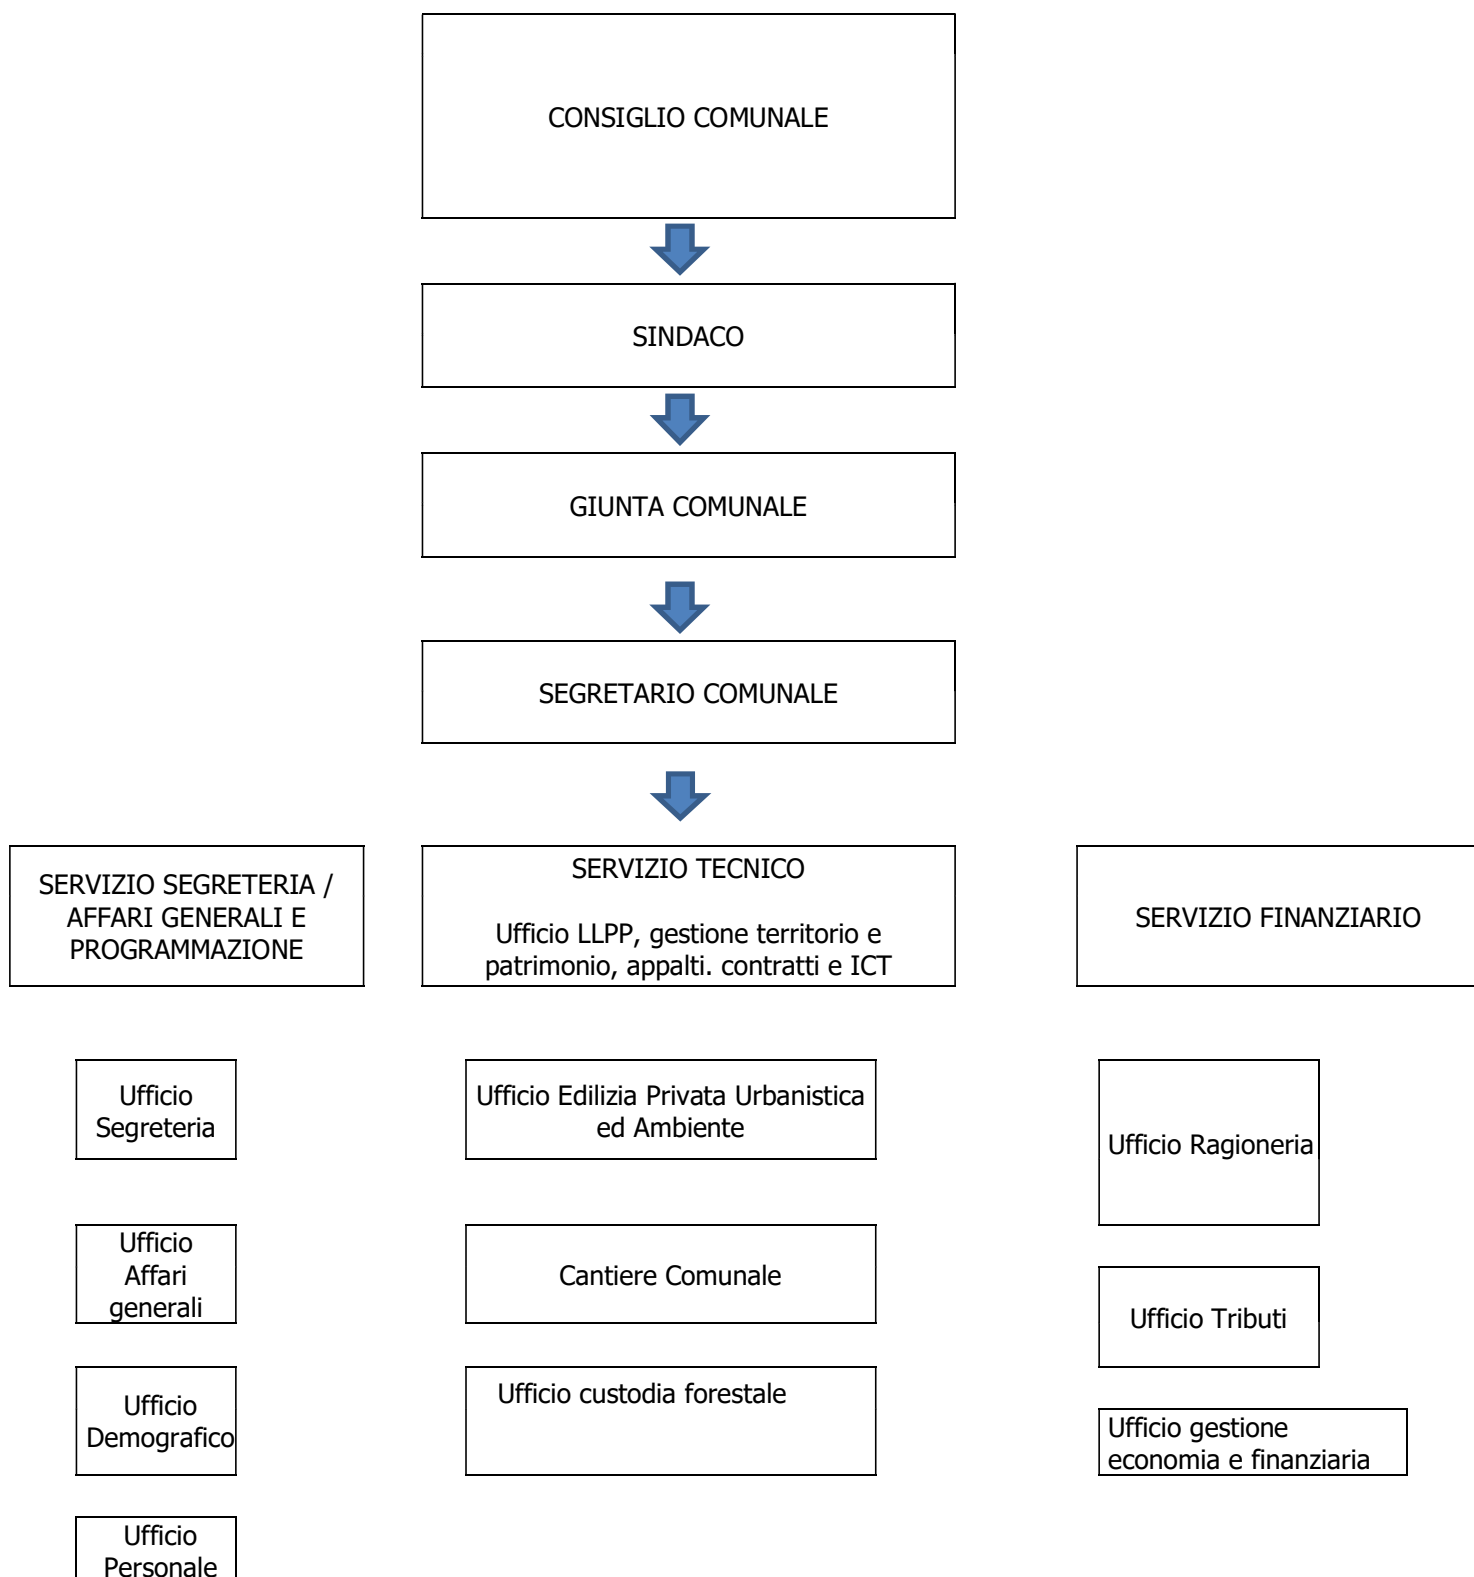 CONSIGLIO COMUNALE
SINDACO
GIUNTA COMUNALE
SEGRETARIO COMUNALE
SERVIZIO SEGRETERIA /
AFFARI GENERALI E
PROGRAMMAZIONE
SERVIZIO TECNICO
Ufficio LLPP, gestione territorio e
patrimonio, appalti. contratti e ICT
SERVIZIO FINANZIARIO
Ufficio
Segreteria
Ufficio Edilizia Privata Urbanistica
ed Ambiente
Ufficio Ragioneria
Ufficio
Affari
generali
Cantiere Comunale
Ufficio Tributi
Ufficio
Demografico
Ufficio custodia forestale
Ufficio gestione
economia e finanziaria
Ufficio
Personale